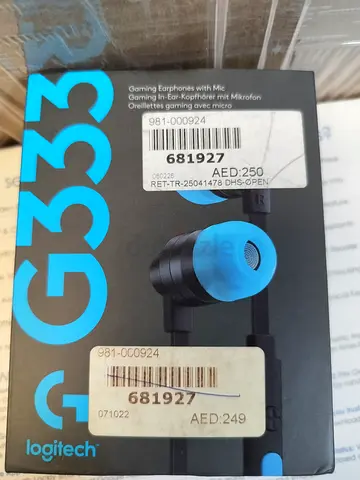 Gaming Earphones with Mic
Gaming In-Ear-Kopfhörer mit Mikrofon
Oreillettes gaming avec micro
G333
981-000924
681927
060226
AED:250
RET-TR-25041478 DHS-OPEN
981-000924
681927
071022
AED:249
G
logitech